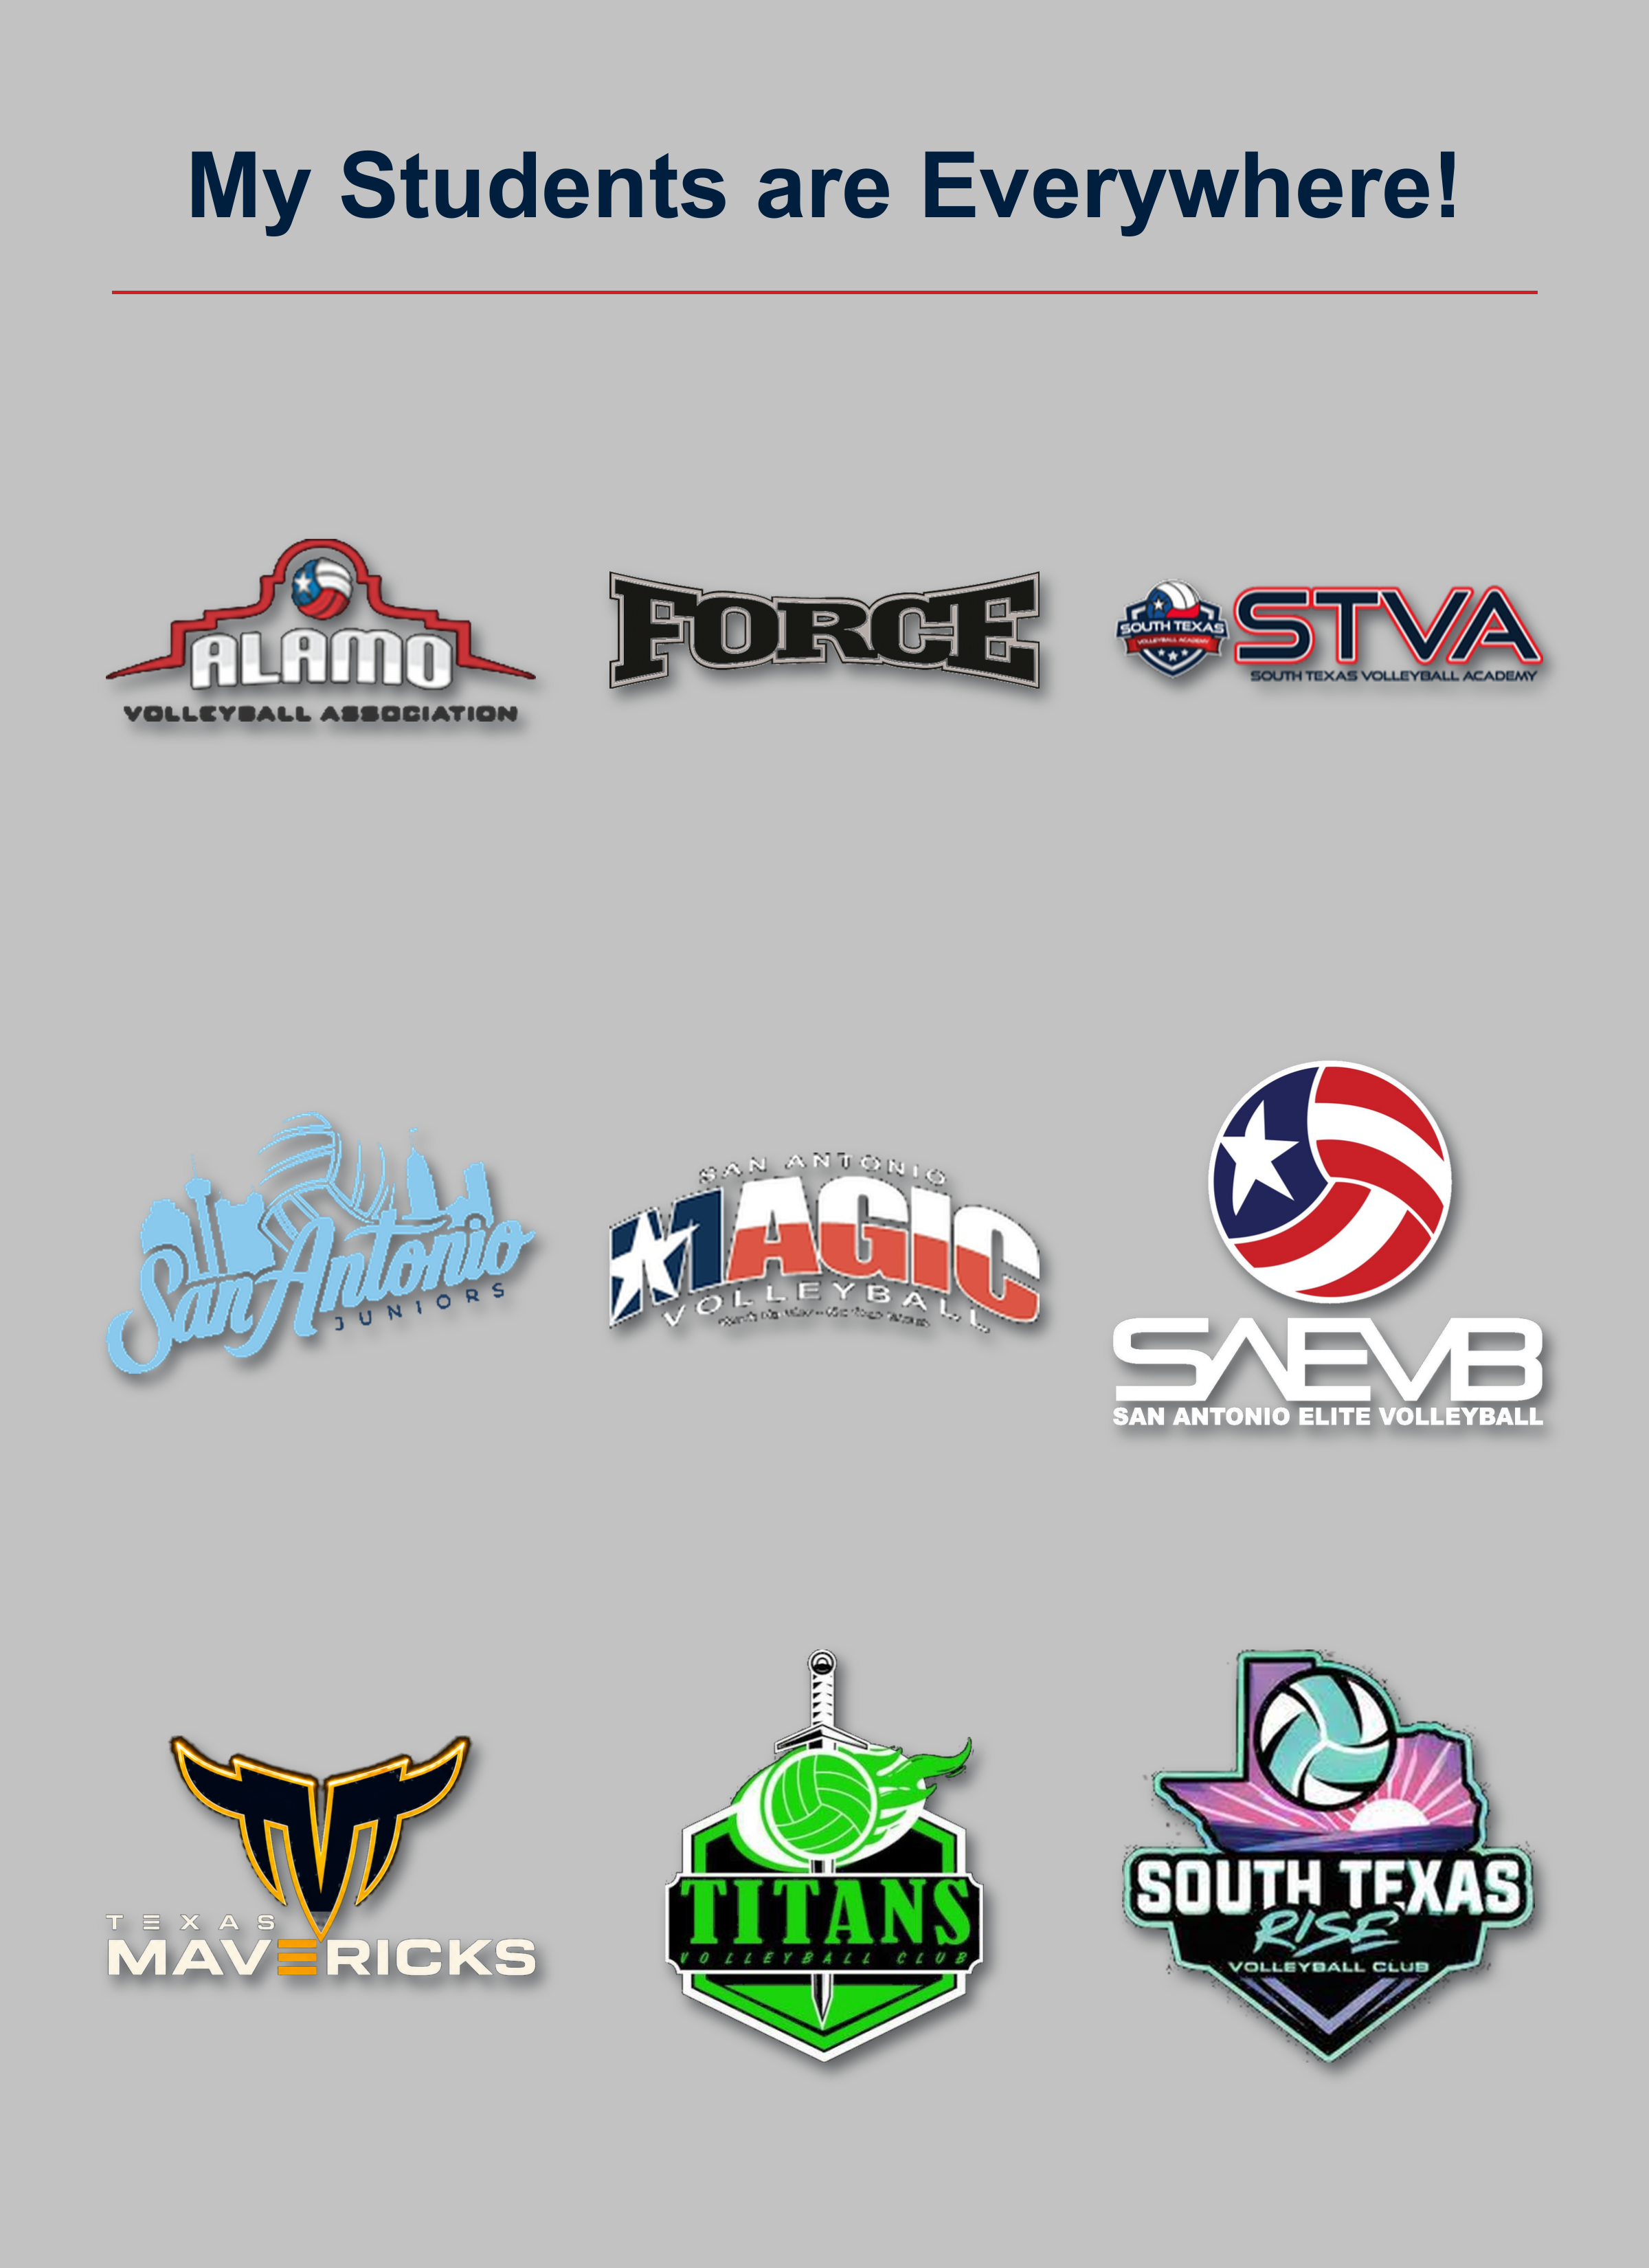 My Students are Everywhere!
ALAMO
VOLLEYBALL ASSOCIATION
FORCE
SOUTH TEXAS
VOLLEYBALL ACADEMY
STVA
SOUTH TEXAS VOLLEYBALL ACADEMY
San Antonio
JUNIORS
SAN ANTONIO
MAGIC
VOLLEYBALL
SAEVB
SAN ANTONIO ELITE VOLLEYBALL
TEXAS
MAVERICKS
TITANS
VOLLEYBALL CLUB
SOUTH TEXAS
RISE
VOLLEYBALL CLUB